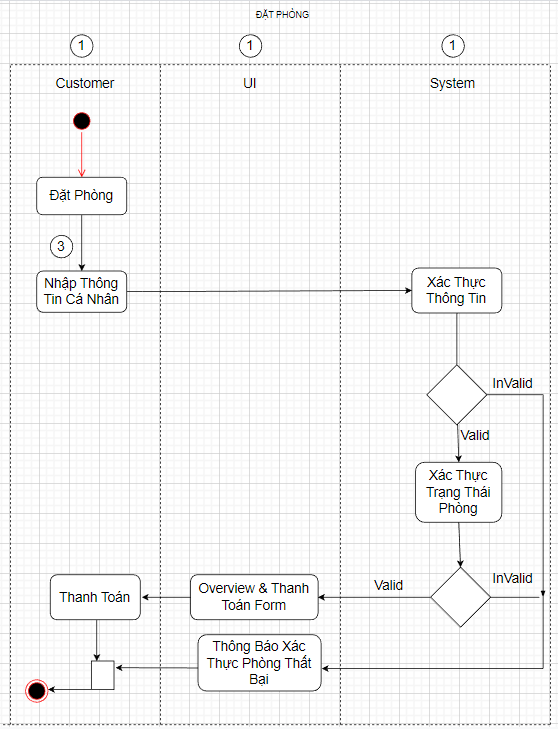 ĐẶT PHÒNG
1
1
1
Customer
UI
System
Đặt Phòng
3
Nhập Thông
Tin Cá Nhân
Xác Thực
Thông Tin
InValid
Valid
Xác Thực
Trạng Thái
Phòng
InValid
Valid
Overview & Thanh
Toán Form
Thanh Toán
Thông Báo Xác
Thực Phòng Thất
Bại